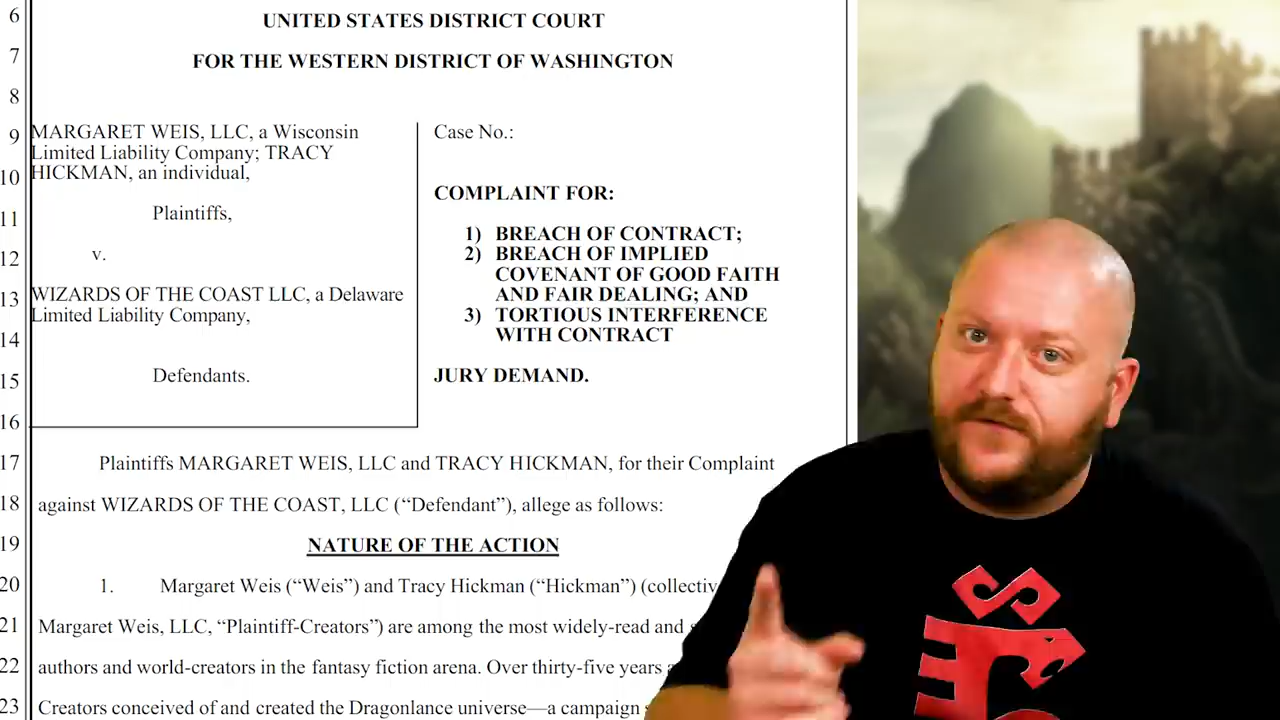 6
UNITED STATES DISTRICT COURT
7
FOR THE WESTERN DISTRICT OF WASHINGTON
8
9
MARGARET WEIS, LLC, a Wisconsin
Limited Liability Company; TRACY
10
HICKMAN, an individual,
11
Plaintiffs,
12
v.
13
WIZARDS OF THE COAST LLC, a Delaware
Limited Liability Company,
14
15
Defendants.
16
Case No.:
COMPLAINT FOR:
1) BREACH OF CONTRACT;
2) BREACH OF IMPLIED
COVENANT OF GOOD FAITH
AND FAIR DEALING; AND
3) TORTIOUS INTERFERENCE
WITH CONTRACT
JURY DEMAND.
17
Plaintiffs MARGARET WEIS, LLC and TRACY HICKMAN, for their Complaint
18
against WIZARDS OF THE COAST, LLC (“Defendant”), allege as follows:
19
NATURE OF THE ACTION
20
1. Margaret Weis (“Weis”) and Tracy Hickman (“Hickman”)
21
Margaret Weis, LLC, “Plaintiff-Creators”) are among the most widely-read and
22
authors and world-creators in the fantasy fiction arena. Over thirty-five years
23
Creators conceived of and created the Dragonlance universe—a campaign